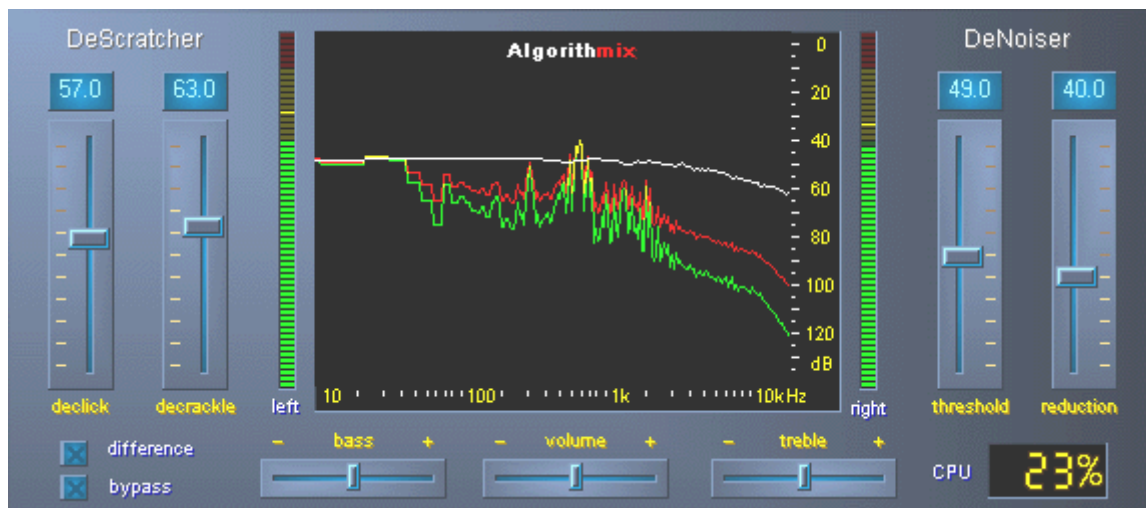 DeScratcher
57.0 63.0
declick decrackle
difference
bypass
left
Algorithmix
0
20
40
60
80
100
120
dB
10 100 1k 10kHz
right
DeNoiser
49.0 40.0
threshold reduction
- bass +
- volume +
- treble +
CPU 23%